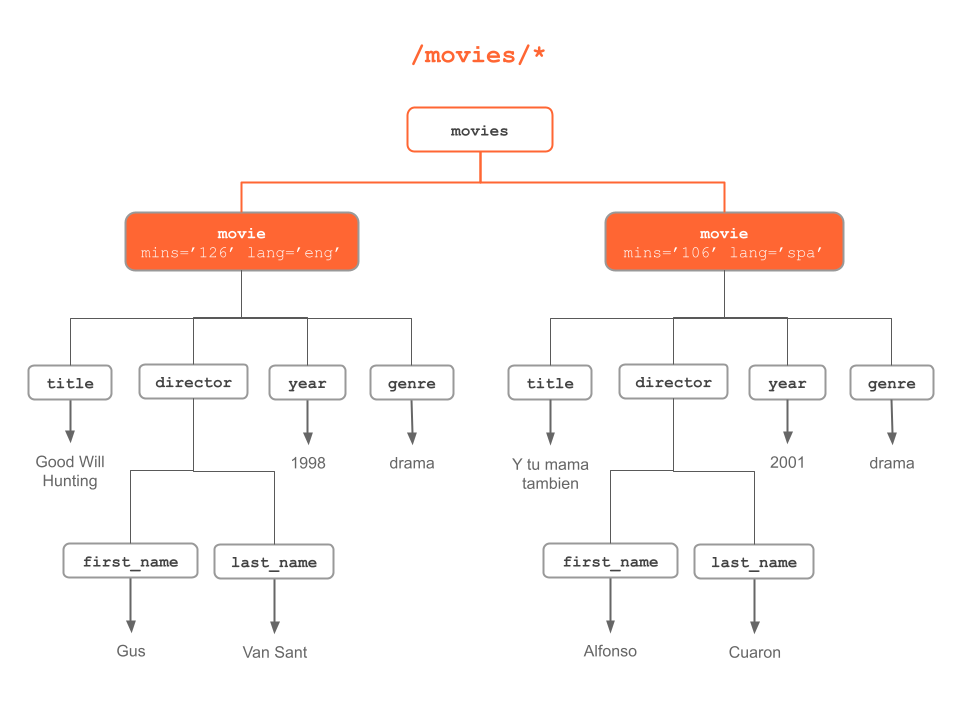 /movies/*
movies
movie
mins=’126’ lang=’eng’
movie
mins=’106’ lang=’spa’
title
director
year
genre
title
director
year
genre
Good Will
Hunting
1998
drama
Y tu mama
tambien
2001
drama
first_name
last_name
first_name
last_name
Gus
Van Sant
Alfonso
Cuaron